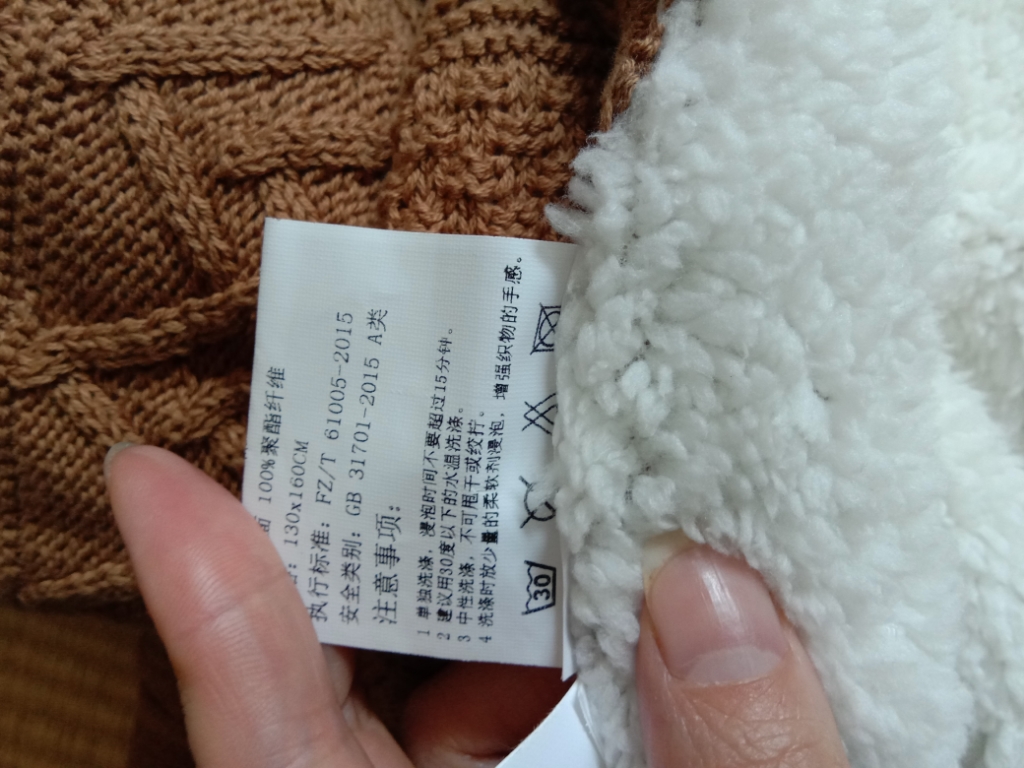 100%聚酯纤维
130x160CM
执行标准: FZ/T 61005-2015
安全类别: GB 31701-2015 A类
注意事项:
1 单独洗涤, 浸泡时间不要超过15分钟。
2 建议用30度以下的水温洗涤。
3 中性洗涤, 不可甩干或绞拧。
4 洗涤时放少量的柔软剂浸泡, 增强织物的手感。
30